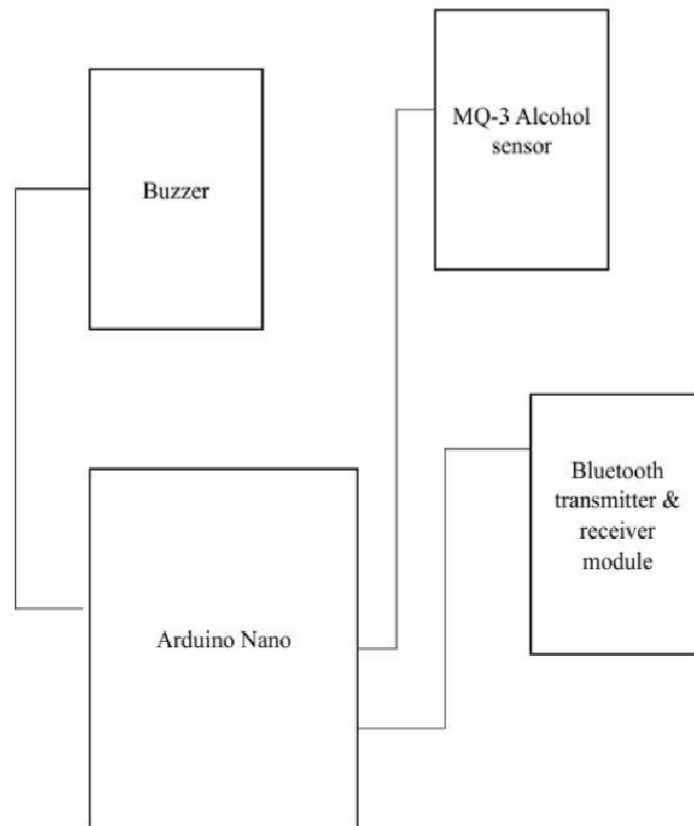 MQ-3 Alcohol
sensor
Buzzer
Bluetooth
transmitter &
receiver
module
Arduino Nano